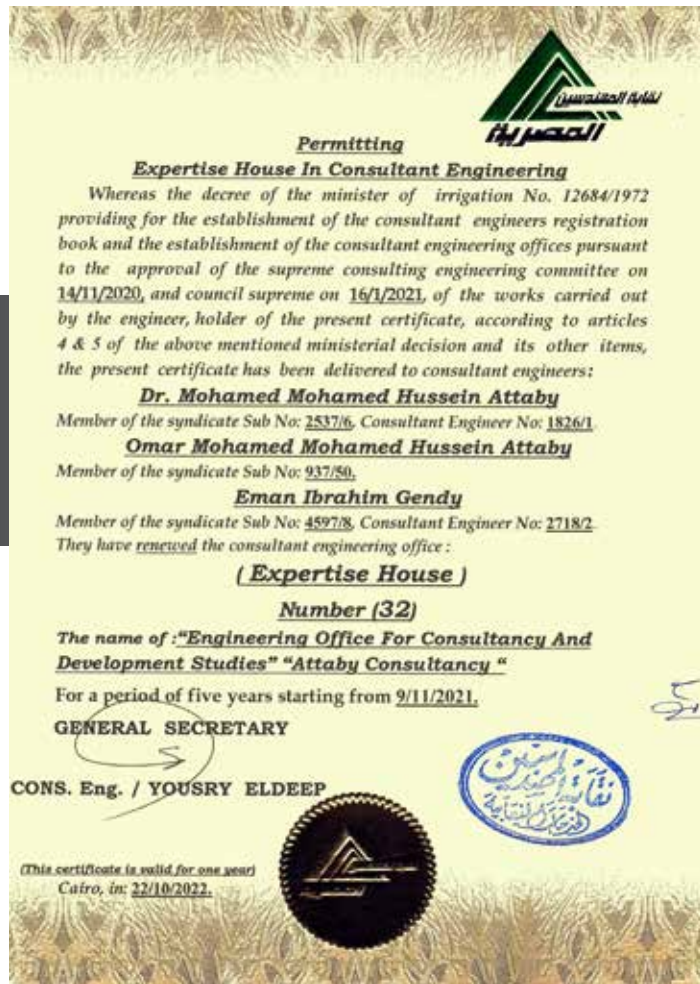 نقابة المهندسين
المصرية
Permitting
Expertise House In Consultant Engineering
Whereas the decree of the minister of irrigation No. 12684/1972
providing for the establishment of the consultant engineers registration
book and the establishment of the consultant engineering offices pursuant
to the approval of the supreme consulting engineering committee on
14/11/2020, and council supreme on 16/1/2021, of the works carried out
by the engineer, holder of the present certificate, according to articles
4 & 5 of the above mentioned ministerial decision and its other items,
the present certificate has been delivered to consultant engineers:
Dr. Mohamed Mohamed Hussein Attaby
Member of the syndicate Sub No: 2537/6, Consultant Engineer No: 1826/1
Omar Mohamed Mohamed Hussein Attaby
Member of the syndicate Sub No: 937/50,
Eman Ibrahim Gendy
Member of the syndicate Sub No: 4597/8, Consultant Engineer No: 2718/2
They have renewed the consultant engineering office :
( Expertise House )
Number (32)
The name of :“Engineering Office For Consultancy And
Development Studies” “Attaby Consultancy “
For a period of five years starting from 9/11/2021.
GENERAL SECRETARY
CONS. Eng. / YOUSRY ELDEEP
نقابة المهندسين
(This certificate is valid for one year)
Cairo, in: 22/10/2022.